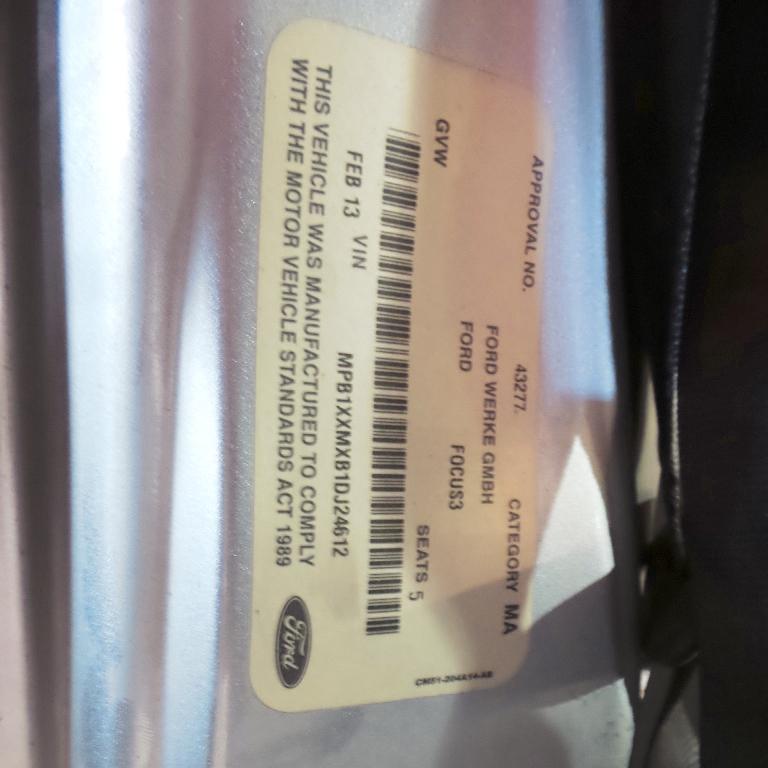 APPROVAL NO. 43277. CATEGORY MA
FORD WERKE GMBH
FORD FOCUS3
GVW SEATS 5
FEB 13 VIN MPB1XXMXB1DJ24612
THIS VEHICLE WAS MANUFACTURED TO COMPLY
WITH THE MOTOR VEHICLE STANDARDS ACT 1989
Ford